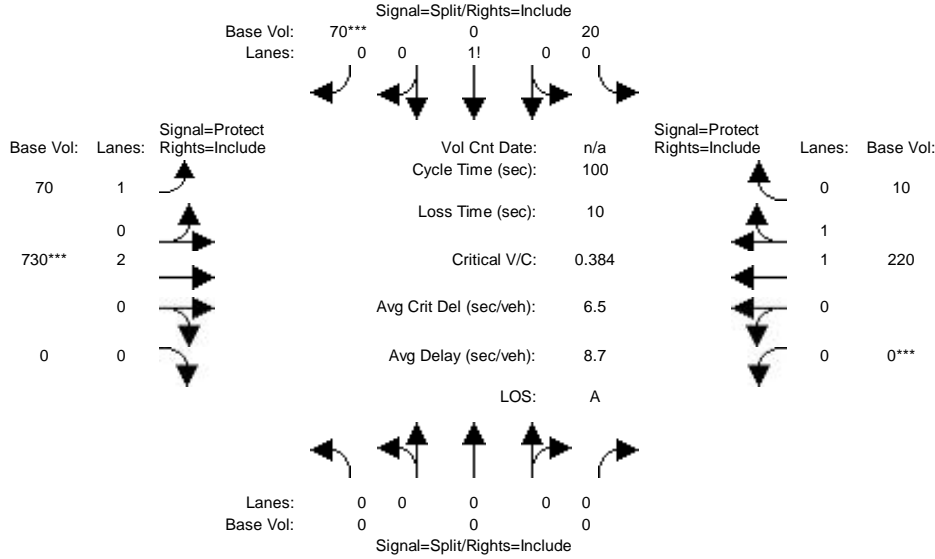 Signal=Split/Rights=Include
Base Vol: 70*** 0 20
Lanes: 0 0 1! 0 0
Signal=Protect Signal=Protect
Base Vol: Lanes: Rights=Include Vol Cnt Date: n/a Rights=Include Lanes: Base Vol:
Cycle Time (sec): 100
70 1 0 10
Loss Time (sec): 10
0 1
730*** 2 Critical V/C: 0.384 1 220
0 Avg Crit Del (sec/veh): 6.5 0
0 0 Avg Delay (sec/veh): 8.7 0 0***
LOS: A
Lanes: 0 0 0 0 0
Base Vol: 0 0 0
Signal=Split/Rights=Include